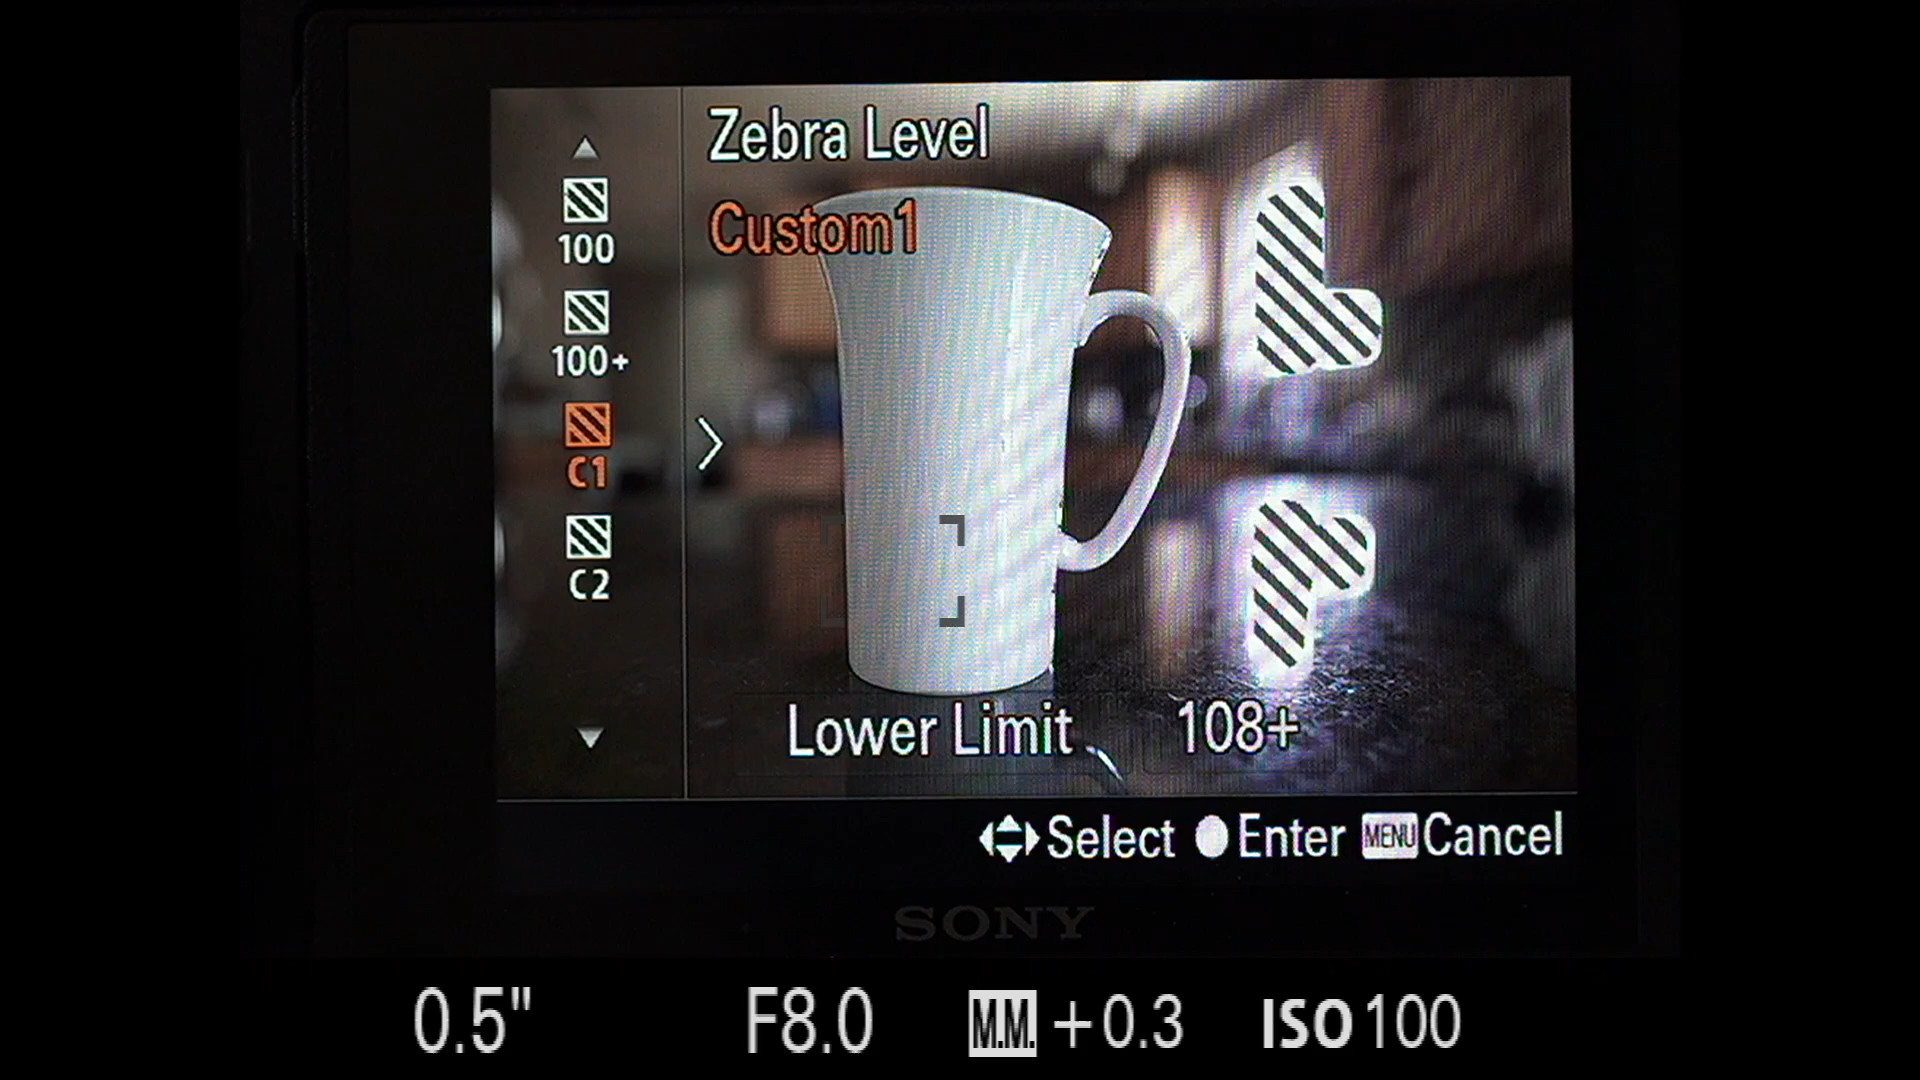 Zebra Level
Custom1
100
100+
C1
C2
Lower Limit 108+
Select Enter MENU Cancel
SONY
0.5" F8.0 M.M. +0.3 ISO 100